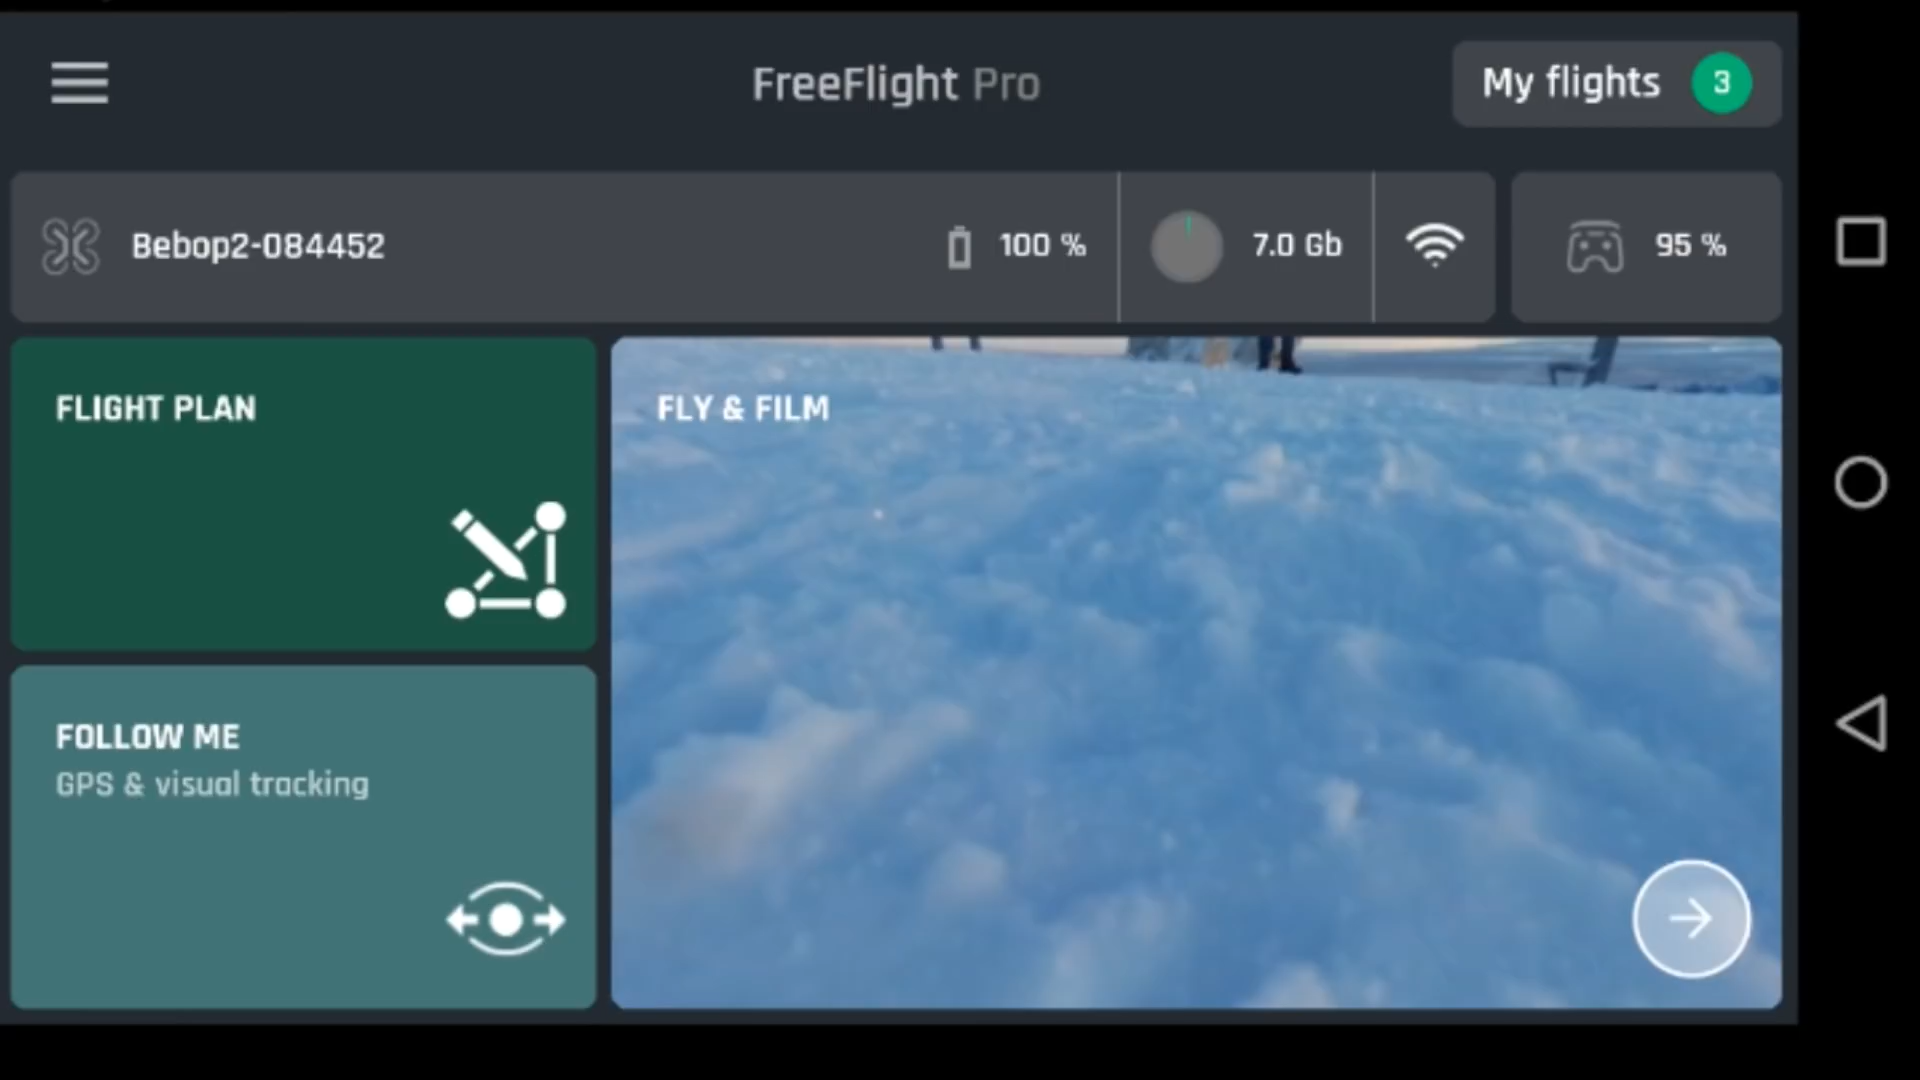 FreeFlight Pro
My flights 3
Bebop2-084452
100 %
7.0 Gb
95 %
FLIGHT PLAN
FLY & FILM
FOLLOW ME
GPS & visual tracking